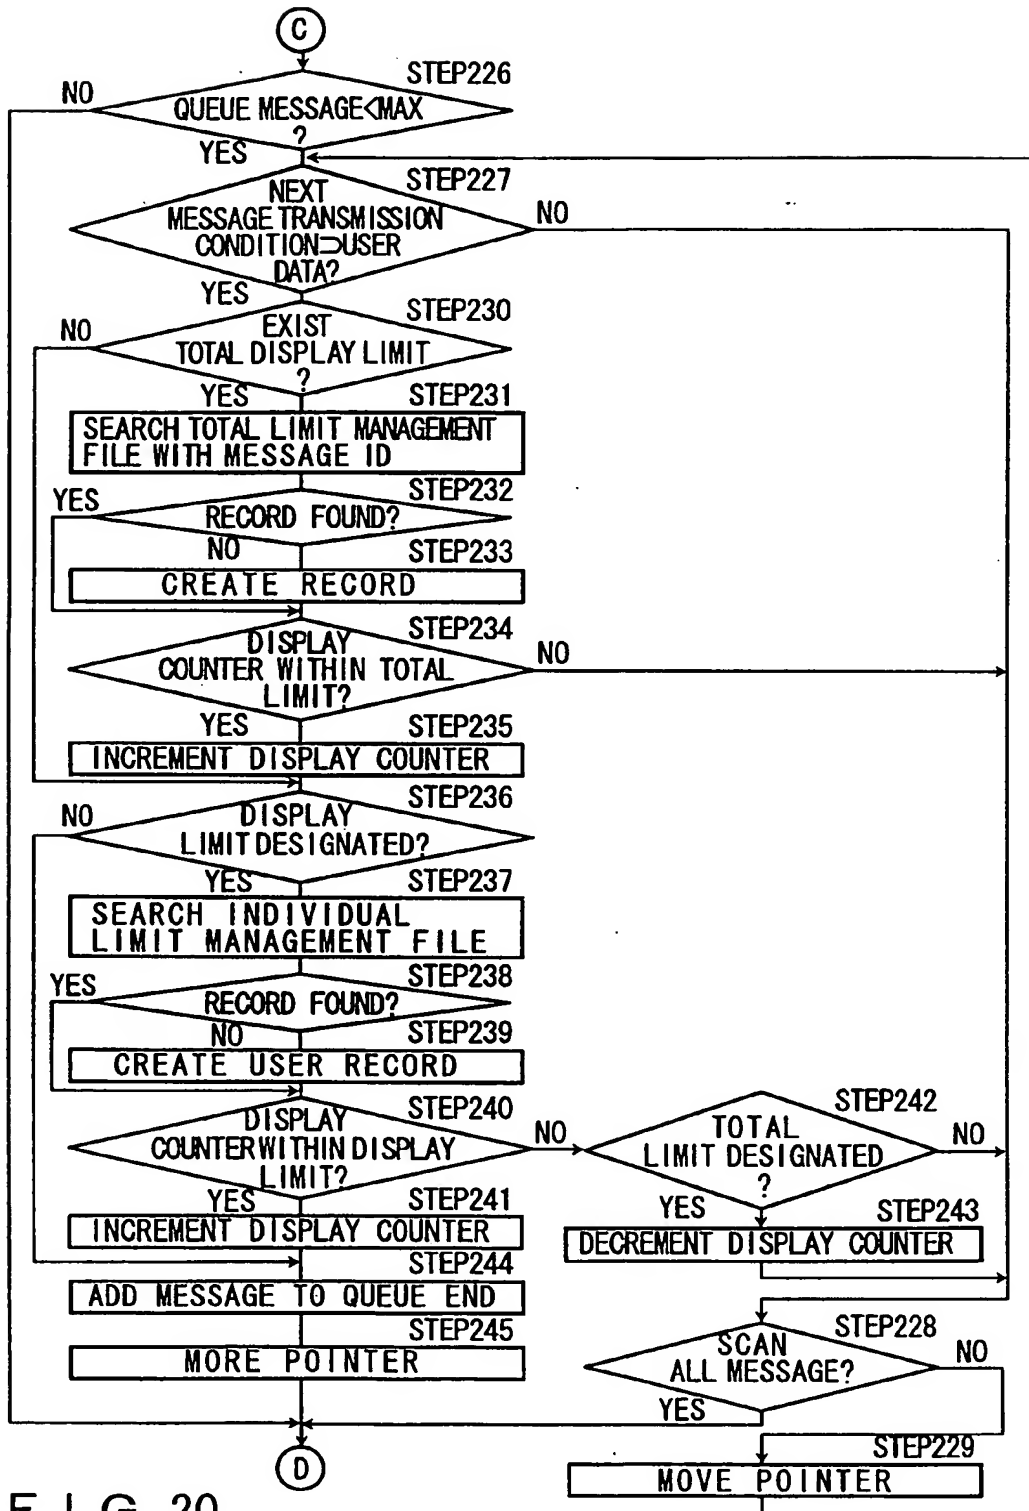 C
STEP226
NO
QUEUE MESSAGE<MAX
?
YES
STEP227
NEXT
MESSAGE TRANSMISSION
CONDITION⊃USER
DATA?
NO
YES
STEP230
NO
EXIST
TOTAL DISPLAY LIMIT
?
YES
STEP231
SEARCH TOTAL LIMIT MANAGEMENT
FILE WITH MESSAGE ID
STEP232
YES
RECORD FOUND?
NO
STEP233
CREATE RECORD
STEP234
DISPLAY
COUNTER WITHIN TOTAL
LIMIT?
NO
YES
STEP235
INCREMENT DISPLAY COUNTER
STEP236
NO
DISPLAY
LIMIT DESIGNATED?
YES
STEP237
SEARCH INDIVIDUAL
LIMIT MANAGEMENT FILE
STEP238
YES
RECORD FOUND?
NO
STEP239
CREATE USER RECORD
STEP240
DISPLAY
COUNTER WITHIN DISPLAY
LIMIT?
NO
STEP242
TOTAL
LIMIT DESIGNATED
?
NO
YES
STEP241
INCREMENT DISPLAY COUNTER
YES
STEP243
DECREMENT DISPLAY COUNTER
STEP244
ADD MESSAGE TO QUEUE END
STEP245
MORE POINTER
STEP228
SCAN
ALL MESSAGE?
NO
YES
D
STEP229
MOVE POINTER
FIG. 20